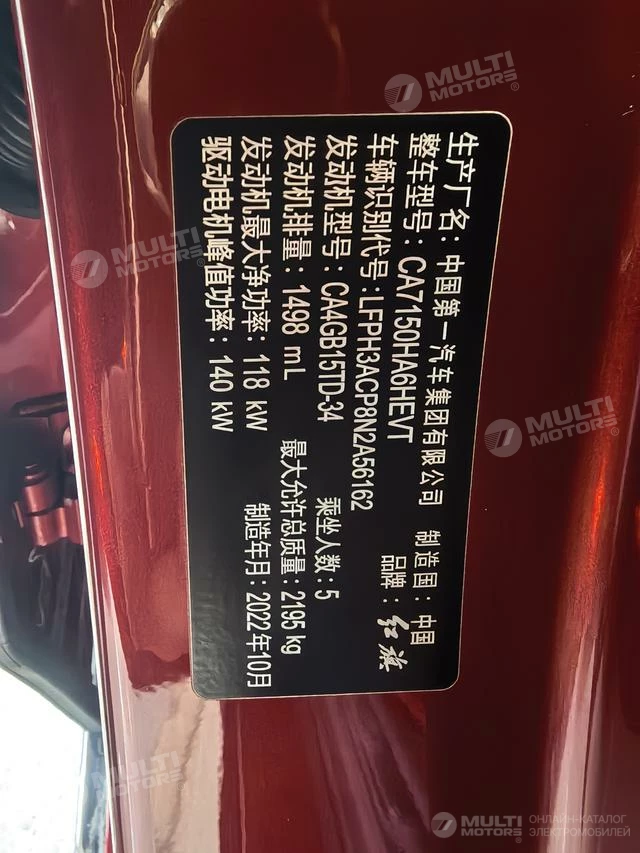 生产厂名：中国第一汽车集团有限公司 制造国：中国
整车型号：CA7150HA6HEVT 品牌：红旗
车辆识别代号：LFPH3ACP8N2A56162
发动机型号：CA4GB15TD-34 乘坐人数：5
发动机排量：1498 mL 最大允许总质量：2195 kg
发动机最大净功率：118 kW 制造年月：2022年10月
驱动电机峰值功率：140 kW
MULTI
MOTORS®
MULTI
MOTORS®
MULTI
MOTORS®
MULTI
MOTORS
MULTI
MOTORS®
ОНЛАЙН-КАТАЛОГ
ЭЛЕКТРОМОБИЛЕЙ